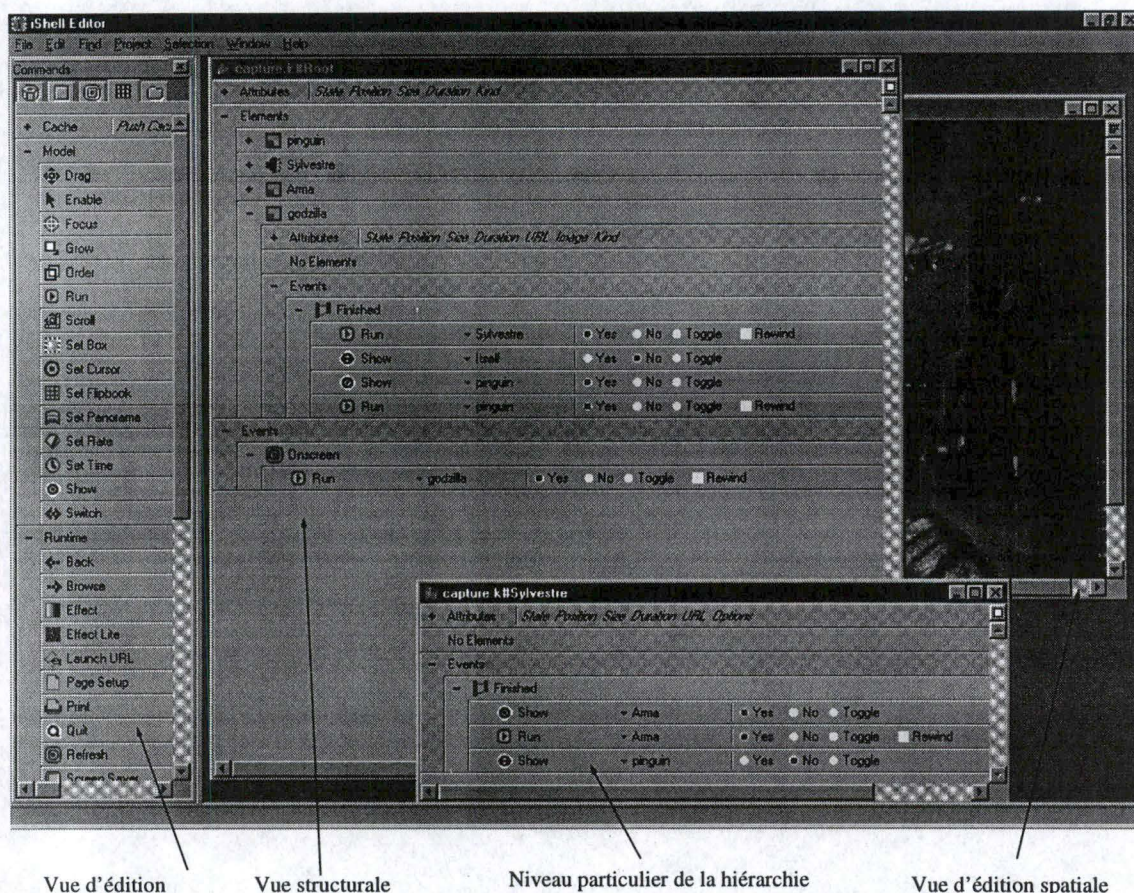 iShell Editor
File Edit Find Project Selection Window Help
Commands
+ Cache Push
- Model
Drag
Enable
Focus
Grow
Order
Run
Scroll
Set Box
Set Cursor
Set Flipbook
Set Panorama
Set Rate
Set Time
Show
Switch
- Runtime
Back
Browse
Effect
Effect Lite
Launch URL
Page Setup
Print
Quit
Refresh
Screen Saver
capture k#Root
+ Attributes State Position Size Duration Kind
- Elements
+ pinguin
+ Sylvestre
+ Arma
- godzilla
+ Attributes State Position Size Duration URL Image Kind
No Elements
- Events
- Finished
Run Sylvestre Yes No Toggle Rewind
Show Itself Yes No Toggle
Show pinguin Yes No Toggle
Run pinguin Yes No Toggle Rewind
- Events
- Onscreen
Run godzilla Yes No Toggle Rewind
capture k#Sylvestre
+ Attributes State Position Size Duration URL Options
No Elements
- Events
- Finished
Show Arma Yes No Toggle
Run Arma Yes No Toggle Rewind
Show pinguin Yes No Toggle
Vue d'édition Vue structurale Niveau particulier de la hiérarchie Vue d'édition spatiale